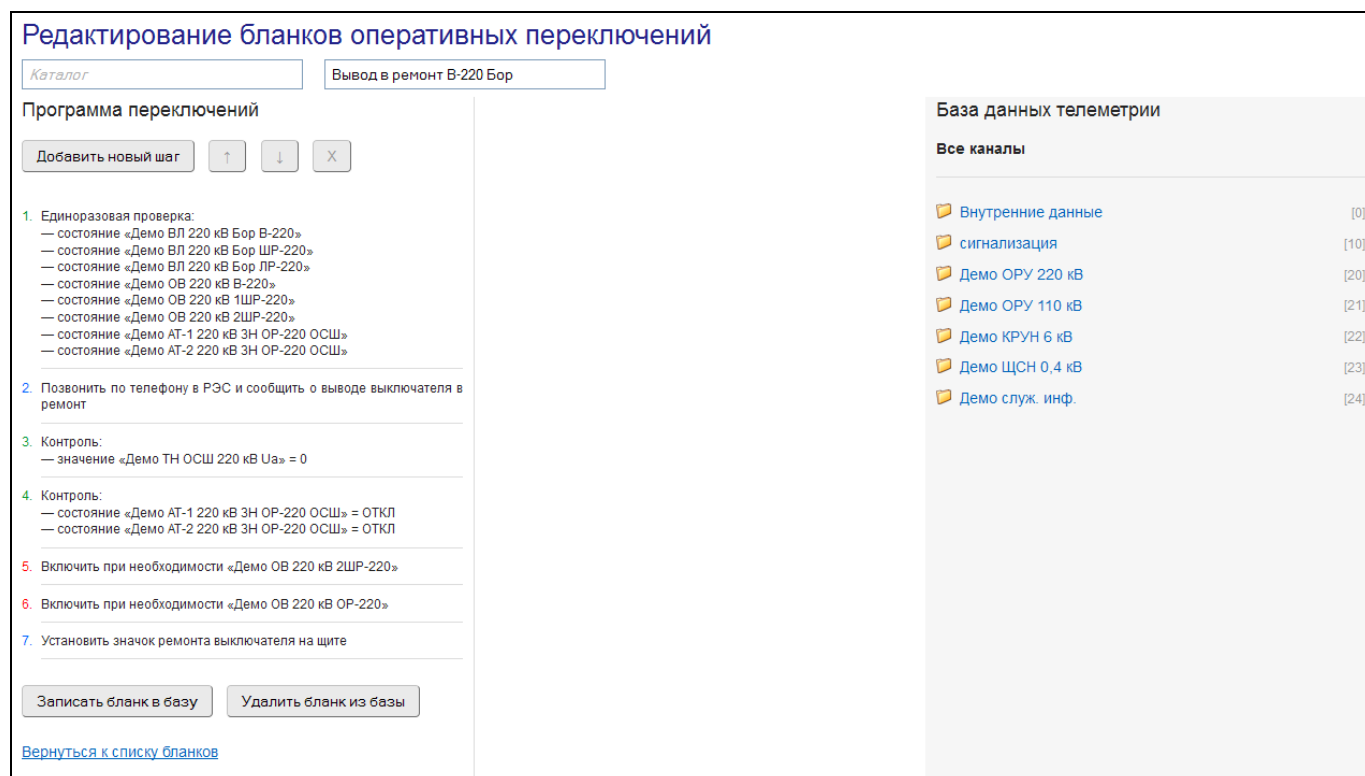 Редактирование бланков оперативных переключений
Каталог
Вывод в ремонт В-220 Бор
Программа переключений
Добавить новый шаг
↑
↓
X
1. Единоразовая проверка:
— состояние «Демо ВЛ 220 кВ Бор В-220»
— состояние «Демо ВЛ 220 кВ Бор ШР-220»
— состояние «Демо ВЛ 220 кВ Бор ЛР-220»
— состояние «Демо ОВ 220 кВ В-220»
— состояние «Демо ОВ 220 кВ 1ШР-220»
— состояние «Демо ОВ 220 кВ 2ШР-220»
— состояние «Демо АТ-1 220 кВ ЗН ОР-220 ОСШ»
— состояние «Демо АТ-2 220 кВ ЗН ОР-220 ОСШ»
2. Позвонить по телефону в РЭС и сообщить о выводе выключателя в
ремонт
3. Контроль:
— значение «Демо ТН ОСШ 220 кВ Ua» = 0
4. Контроль:
— состояние «Демо АТ-1 220 кВ ЗН ОР-220 ОСШ» = ОТКЛ
— состояние «Демо АТ-2 220 кВ ЗН ОР-220 ОСШ» = ОТКЛ
5. Включить при необходимости «Демо ОВ 220 кВ 2ШР-220»
6. Включить при необходимости «Демо ОВ 220 кВ ОР-220»
7. Установить значок ремонта выключателя на щите
Записать бланк в базу
Удалить бланк из базы
Вернуться к списку бланков
База данных телеметрии
Все каналы
Внутренние данные [0]
сигнализация [10]
Демо ОРУ 220 кВ [20]
Демо ОРУ 110 кВ [21]
Демо КРУН 6 кВ [22]
Демо ЩСН 0,4 кВ [23]
Демо служ. инф. [24]